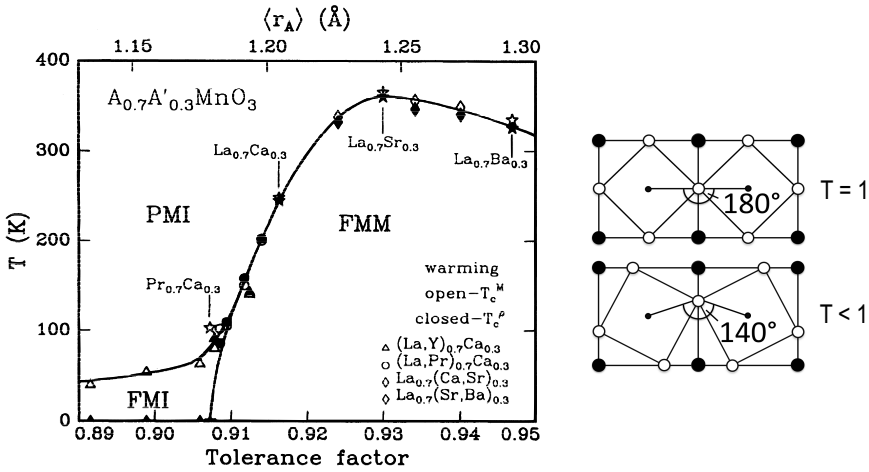 ⟨r_A⟩ (Å)
1.15 1.20 1.25 1.30
400
300
200
100
0
T (K)
A₀.₇A′₀.₃MnO₃
La₀.₇Ca₀.₃
La₀.₇Sr₀.₃
La₀.₇Ba₀.₃
PMI
FMM
Pr₀.₇Ca₀.₃
FMI
warming
open-T_c^M
closed-T_c^ρ
(La,Y)₀.₇Ca₀.₃
(La,Pr)₀.₇Ca₀.₃
La₀.₇(Ca,Sr)₀.₃
La₀.₇(Sr,Ba)₀.₃
0.89 0.90 0.91 0.92 0.93 0.94 0.95
Tolerance factor
180°
T = 1
140°
T < 1